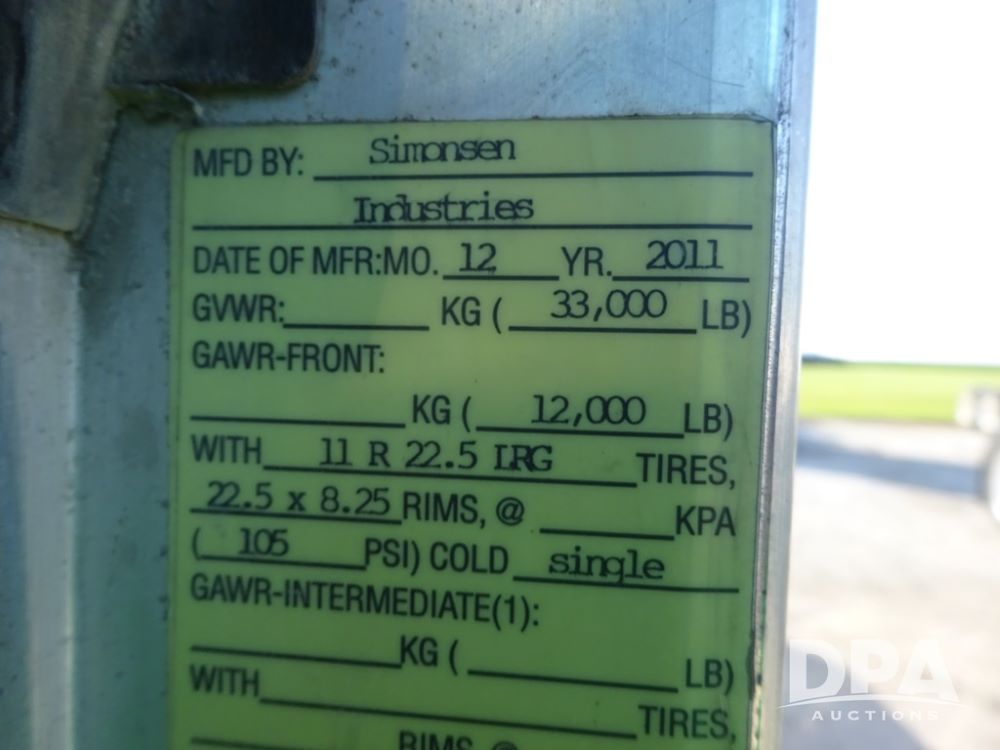 MFD BY: Simonsen
Industries
DATE OF MFR:MO. 12 YR. 2011
GVWR: KG ( 33,000 LB)
GAWR-FRONT:
KG ( 12,000 LB)
WITH 11 R 22.5 LRG TIRES,
22.5 x 8.25 RIMS, @ KPA
( 105 PSI) COLD single
GAWR-INTERMEDIATE(1):
KG ( LB)
WITH TIRES,
RIMS, @
DPA
AUCTIONS